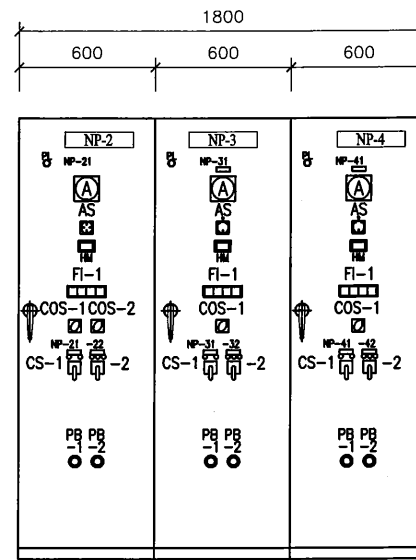 1800
600 600 600
NP-2 NP-3 NP-4
PL NP-21 NP-31 NP-41
A A A
AS AS AS
HM HM HM
FI-1 FI-1 FI-1
COS-1 COS-2 COS-1 COS-1
NP-21 -22 NP-31 -32 NP-41 -42
CS-1 -2 CS-1 -2 CS-1 -2
PB PB PB PB PB PB
-1 -2 -1 -2 -1 -2